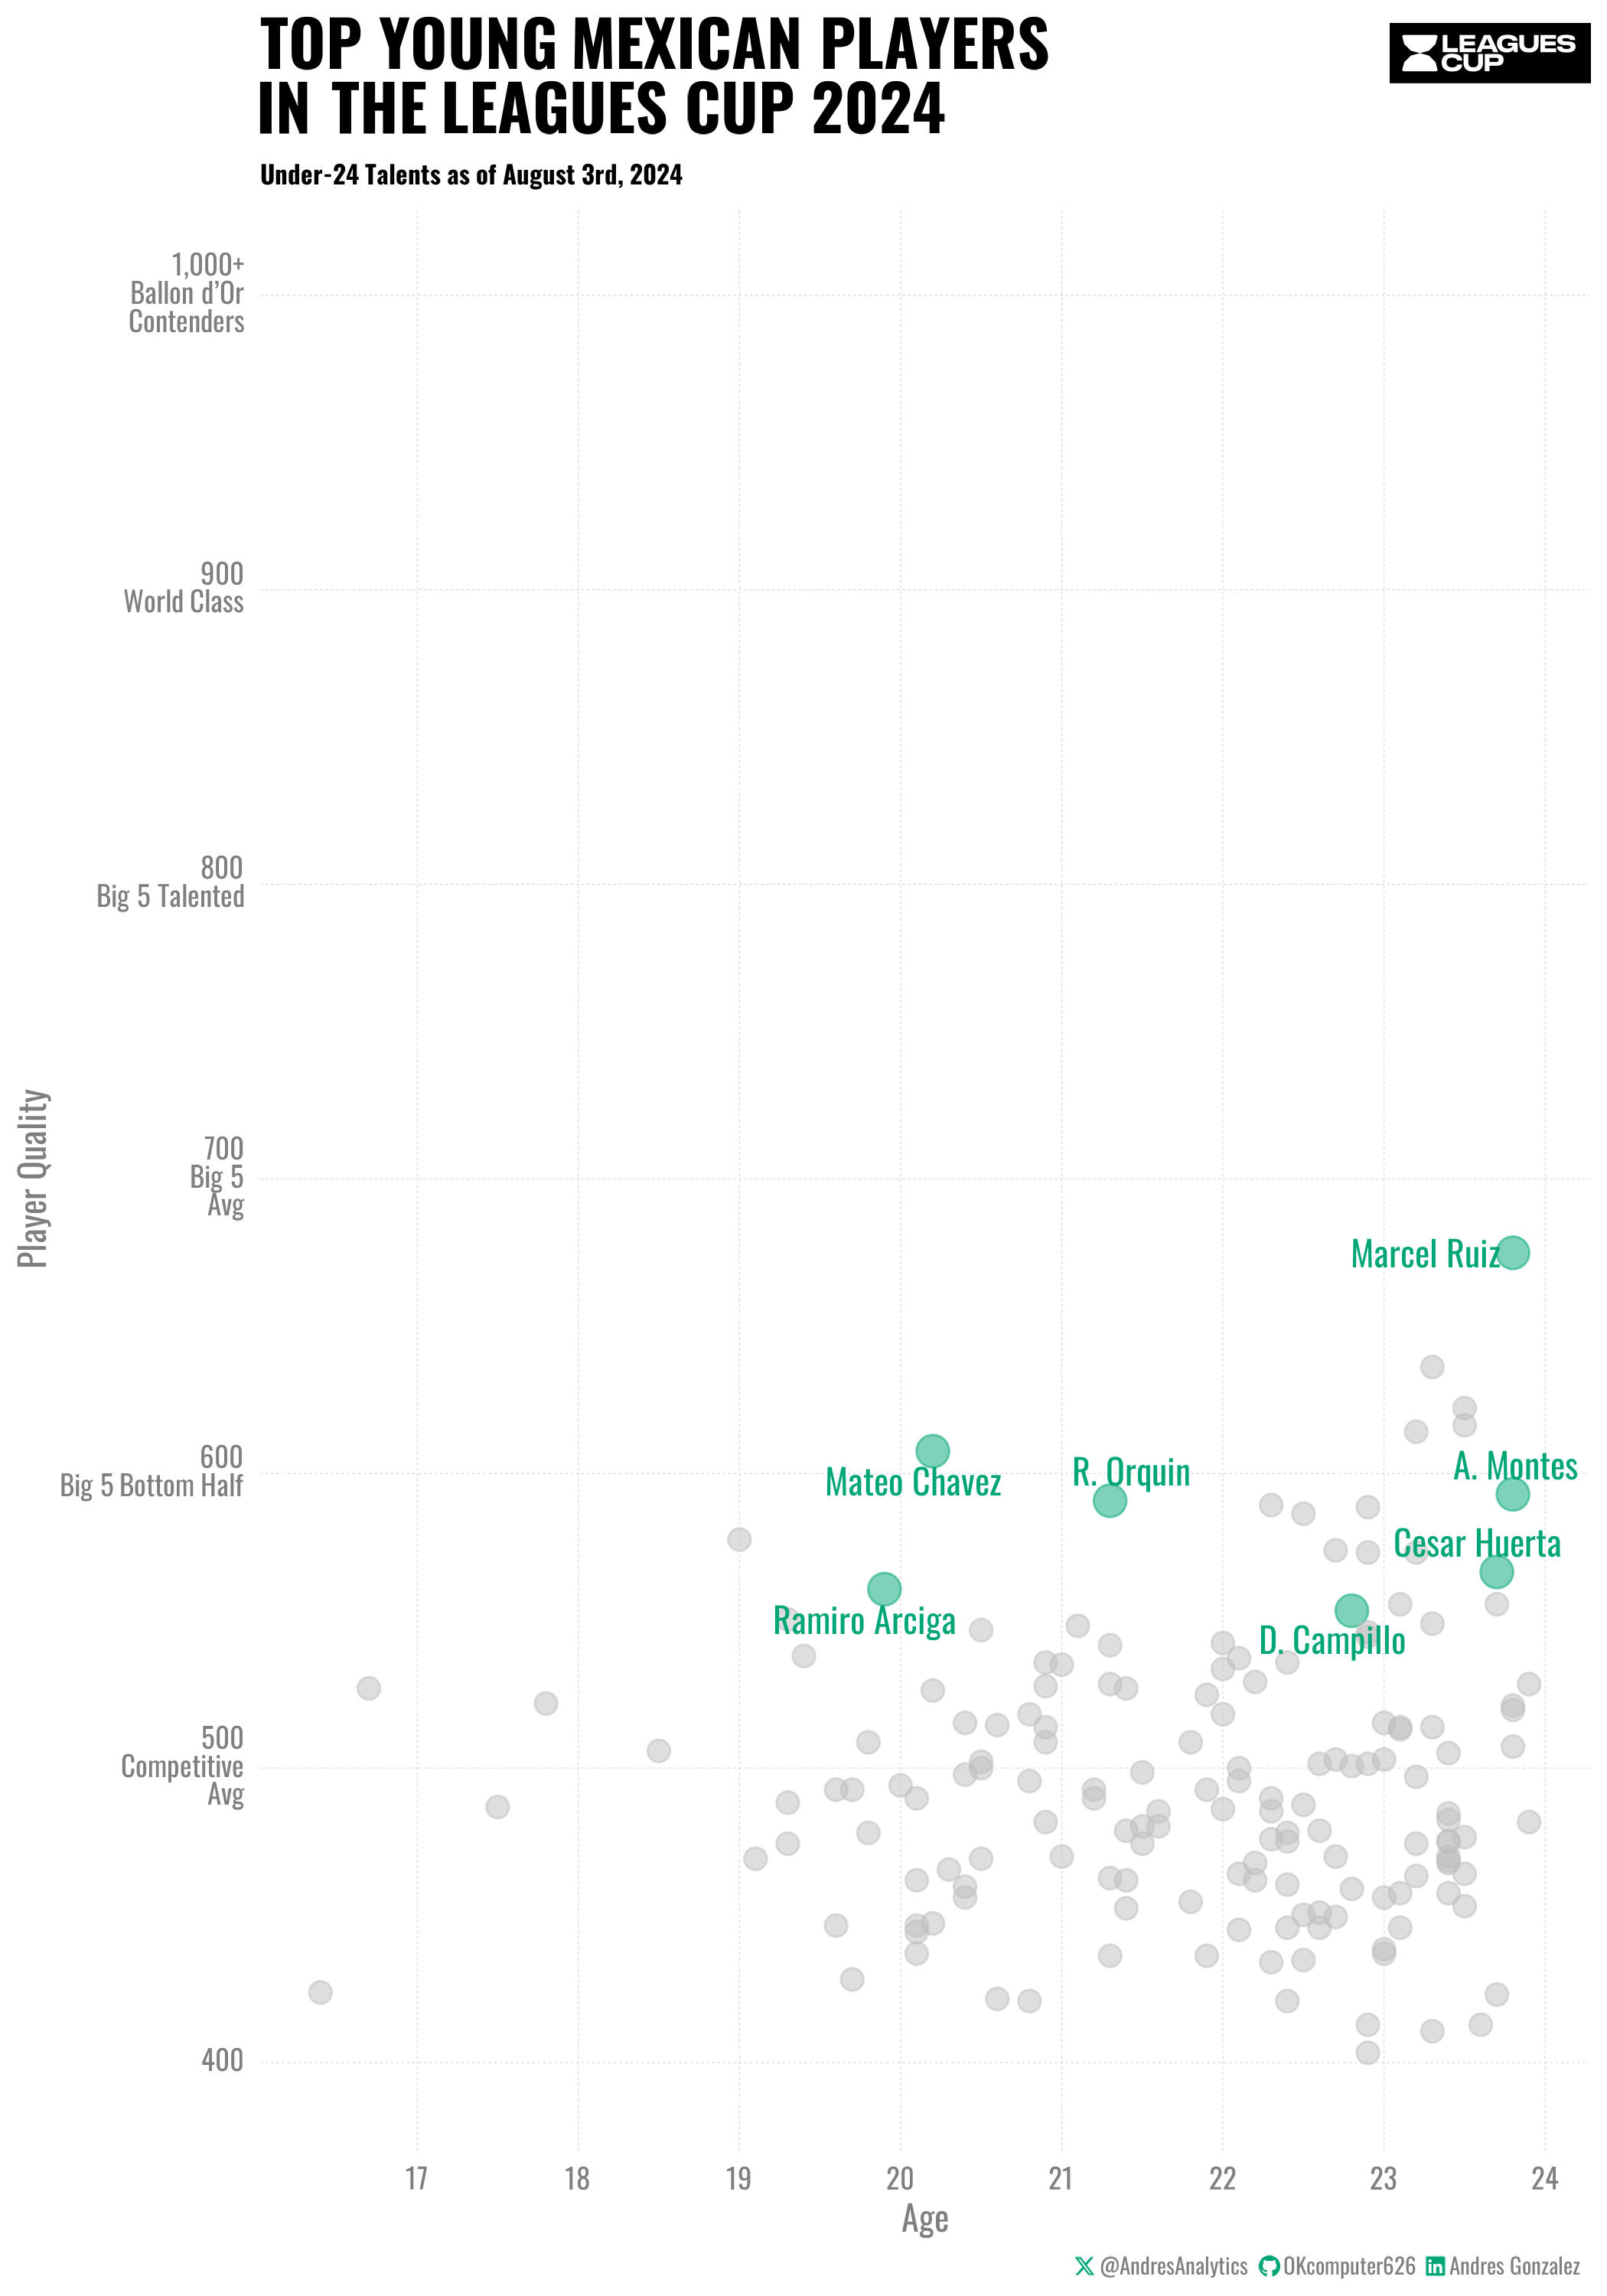 TOP YOUNG MEXICAN PLAYERS
IN THE LEAGUES CUP 2024
LEAGUES
CUP
Under-24 Talents as of August 3rd, 2024
1,000+
Ballon d’Or
Contenders
900
World Class
800
Big 5 Talented
700
Big 5
Avg
Player Quality
Marcel Ruiz
600
Big 5 Bottom Half
Mateo Chavez
R. Orquin
A. Montes
Cesar Huerta
Ramiro Arciga
D. Campillo
500
Competitive
Avg
400
17 18 19 20 21 22 23 24
Age
@AndresAnalytics OKcomputer626 in Andres Gonzalez